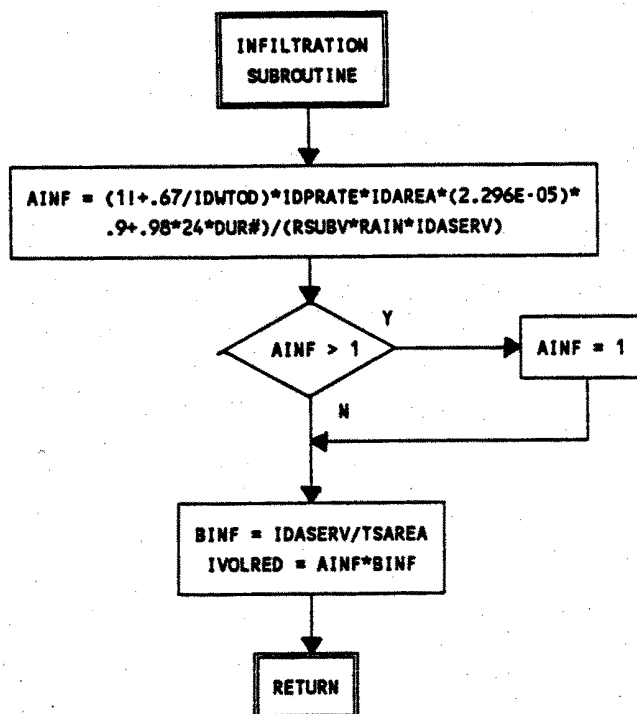 INFILTRATION
SUBROUTINE
AINF = (1!+.67/IDWTOD)*IDPRATE*IDAREA*(2.296E-05)*
.9+.98*24*DUR#)/(RSUBV*RAIN*IDASERV)
AINF > 1
Y
AINF = 1
N
BINF = IDASERV/TSAREA
IVOLRED = AINF*BINF
RETURN